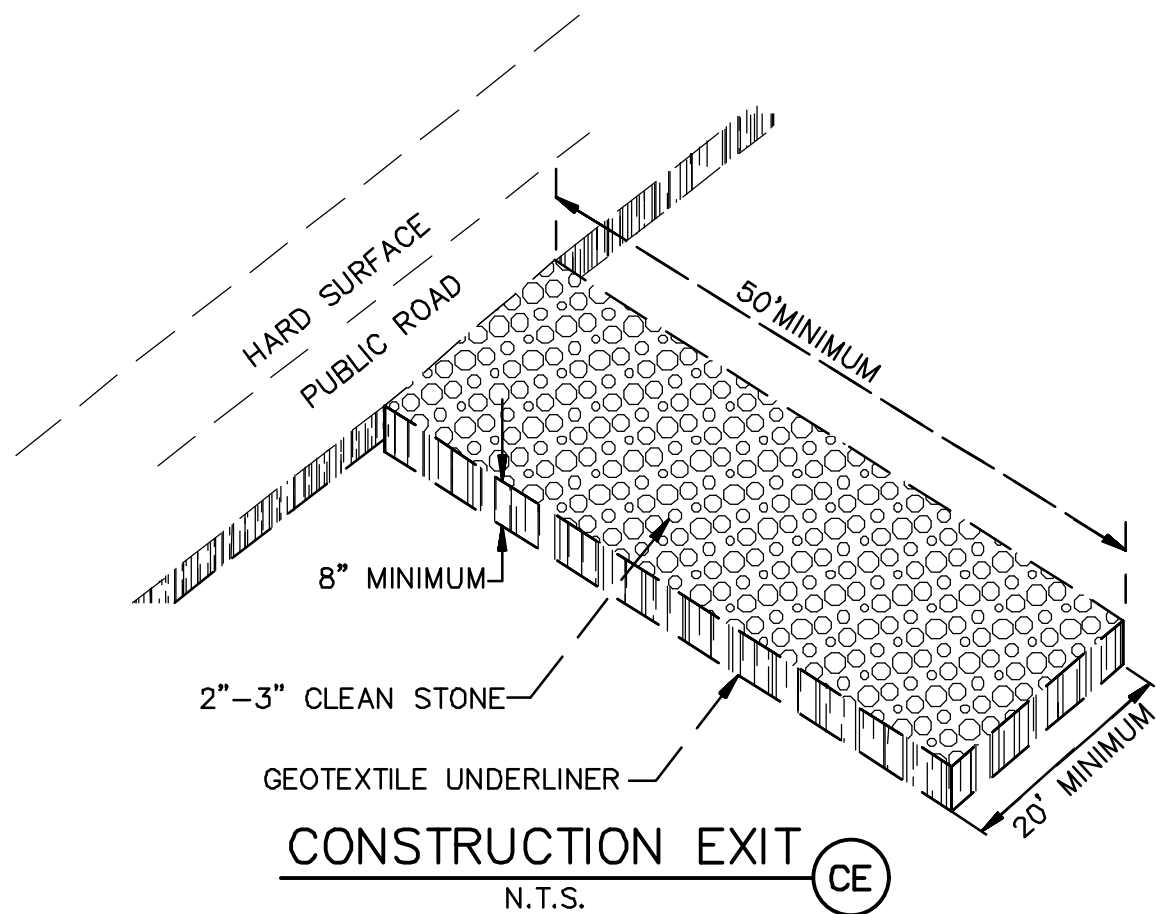 HARD SURFACE
PUBLIC ROAD
50'MINIMUM
8" MINIMUM
2"-3" CLEAN STONE
GEOTEXTILE UNDERLINER
20' MINIMUM
CONSTRUCTION EXIT
CE
N.T.S.